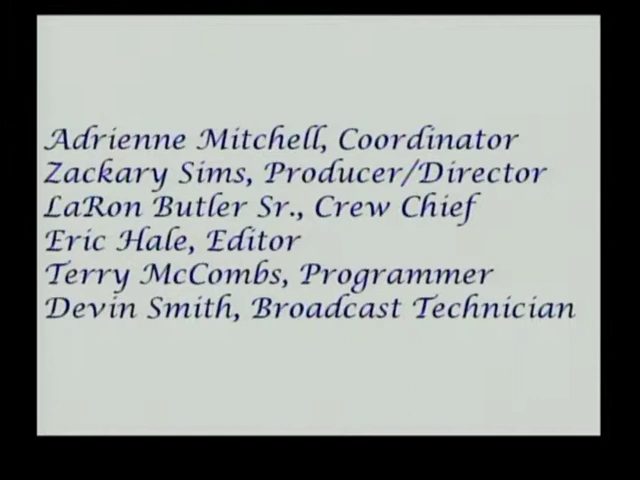 Adrienne Mitchell, Coordinator
Zackary Sims, Producer/Director
LaRon Butler Sr., Crew Chief
Eric Hale, Editor
Terry McCombs, Programmer
Devin Smith, Broadcast Technician